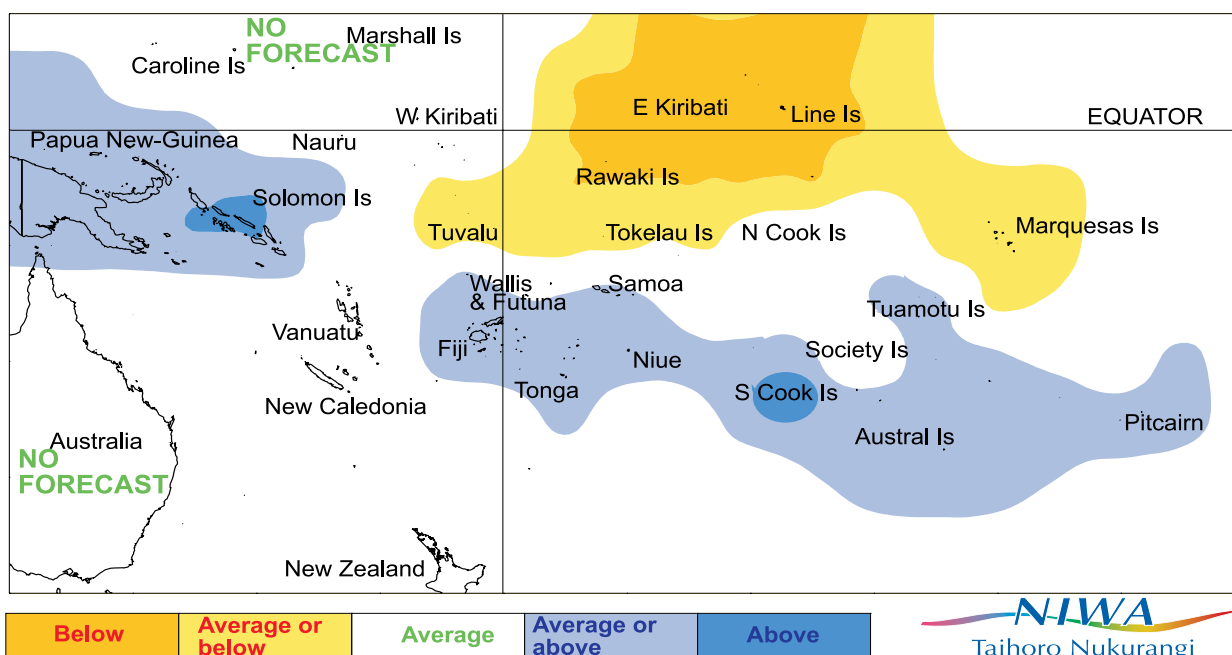 NO
FORECAST
Marshall Is
Caroline Is
W Kiribati
E Kiribati
Line Is
EQUATOR
Papua New-Guinea
Nauru
Rawaki Is
Solomon Is
Tuvalu
Tokelau Is
N Cook Is
Marquesas Is
Wallis
& Futuna
Samoa
Tuamotu Is
Vanuatu
Fiji
Society Is
Niue
Tonga
S Cook Is
New Caledonia
Pitcairn
Australia
Austral Is
NO
FORECAST
New Zealand
Below
Average or
below
Average
Average or
above
Above
NIWA
Taihoro Nukurangi